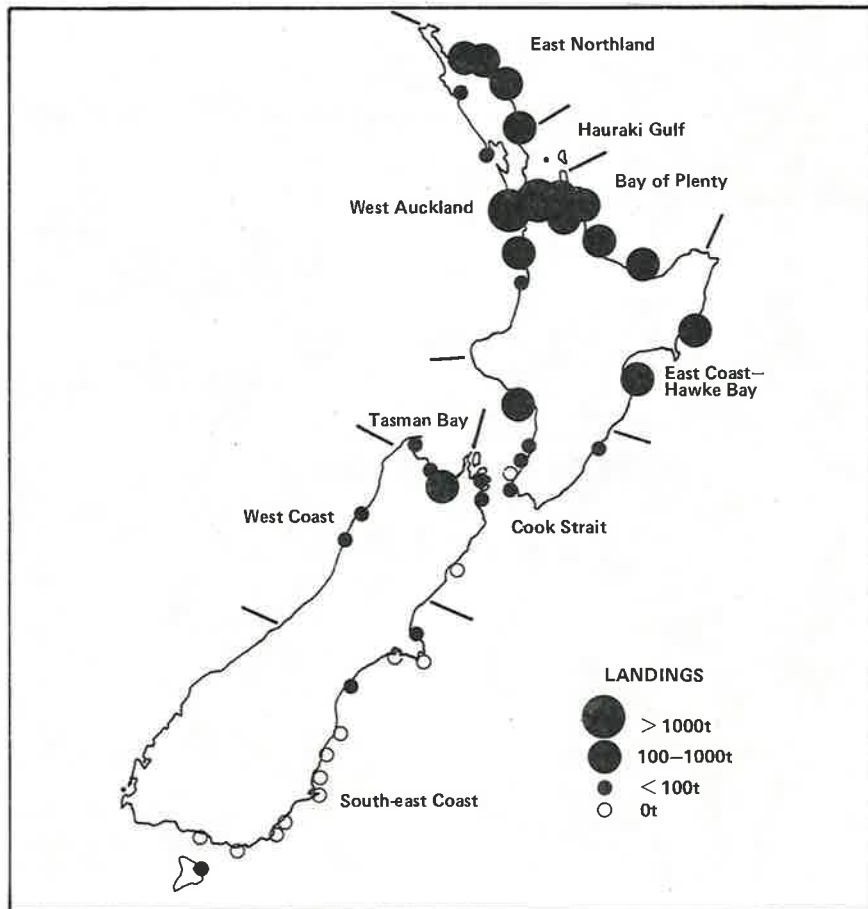 East Northland
Hauraki Gulf
Bay of Plenty
West Auckland
East Coast—
Hawke Bay
Tasman Bay
West Coast
Cook Strait
South-east Coast
LANDINGS
> 1000t
100—1000t
< 100t
0t